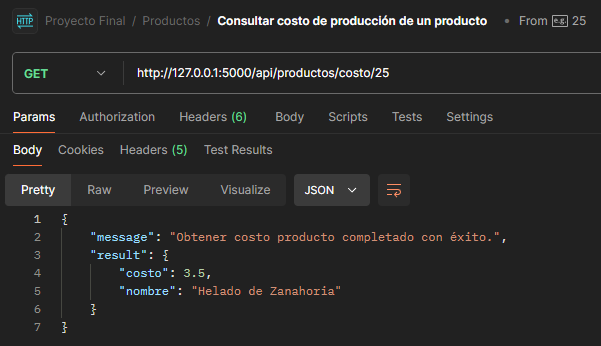 HTTP Proyecto Final / Productos / Consultar costo de producción de un producto • From e.g. 25
GET http://127.0.0.1:5000/api/productos/costo/25
Params Authorization Headers (6) Body Scripts Tests Settings
Body Cookies Headers (5) Test Results
Pretty Raw Preview Visualize JSON
1 {
2 "message": "Obtener costo producto completado con éxito.",
3 "result": {
4 "costo": 3.5,
5 "nombre": "Helado de Zanahoria"
6 }
7 }